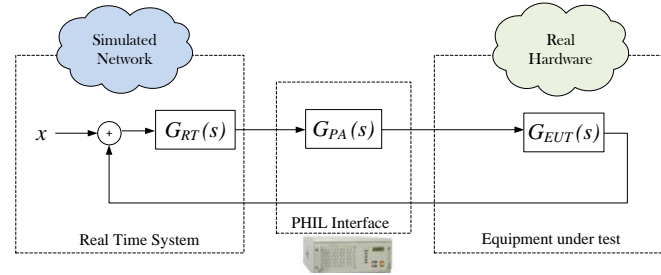 Simulated
Network
Real
Hardware
x
+
G_RT(s)
G_PA(s)
G_EUT(s)
PHIL Interface
Real Time System
Equipment under test